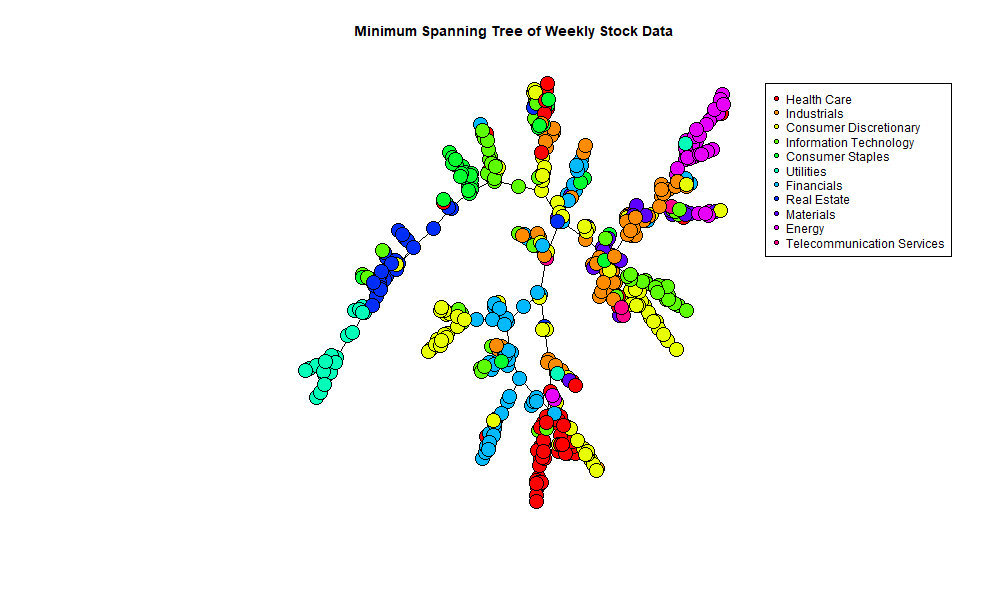 Minimum Spanning Tree of Weekly Stock Data
Health Care
Industrials
Consumer Discretionary
Information Technology
Consumer Staples
Utilities
Financials
Real Estate
Materials
Energy
Telecommunication Services